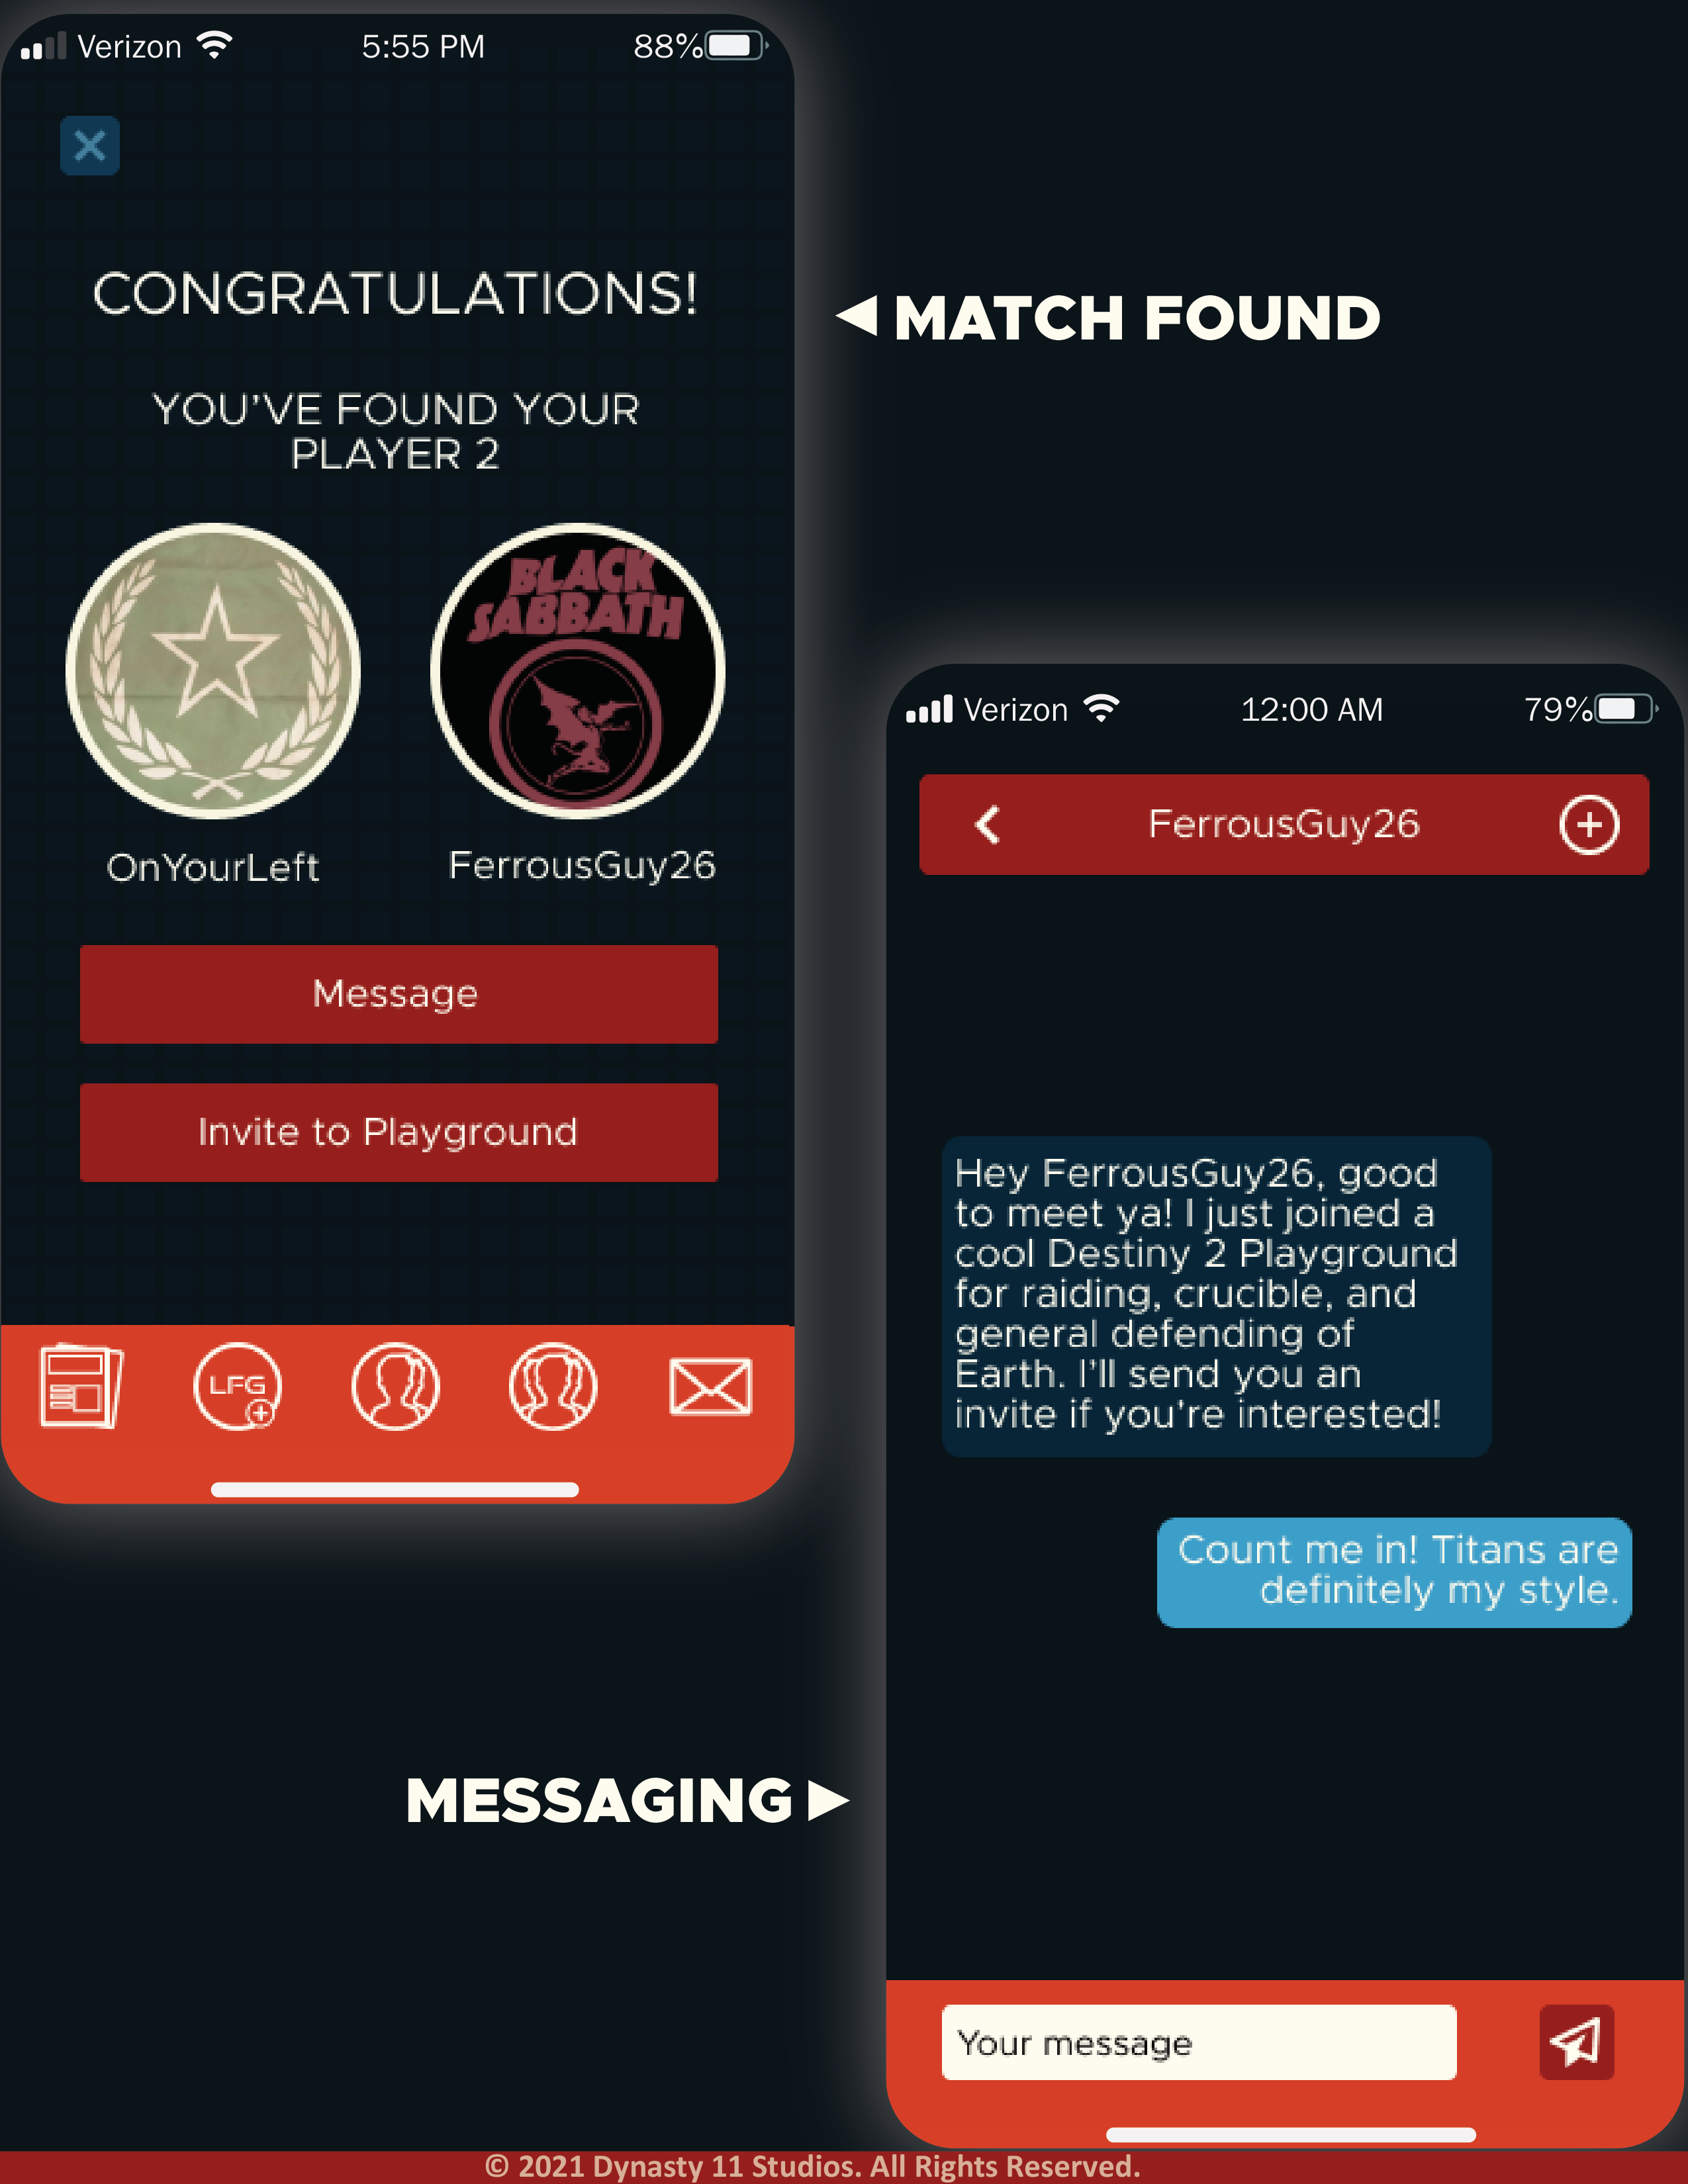 Verizon 5:55 PM 88%
CONGRATULATIONS!
YOU'VE FOUND YOUR
PLAYER 2
BLACK
SABBATH
OnYourLeft FerrousGuy26
Message
Invite to Playground
LFG
MATCH FOUND
Verizon 12:00 AM 79%
FerrousGuy26
Hey FerrousGuy26, good
to meet ya! I just joined a
cool Destiny 2 Playground
for raiding, crucible, and
general defending of
Earth. I'll send you an
invite if you're interested!
Count me in! Titans are
definitely my style.
MESSAGING
Your message
© 2021 Dynasty 11 Studios. All Rights Reserved.